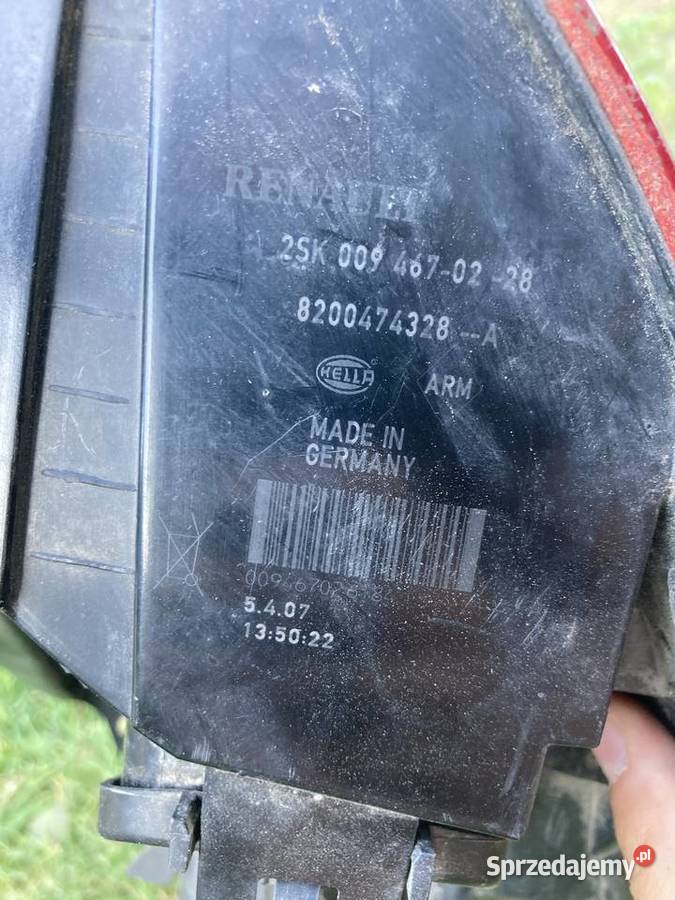 RENAULT
2SK 009 467-02 -28
8200474328 --A
HELLA
ARM
MADE IN
GERMANY
5.4.07
13:50:22
Sprzedajemy.pl